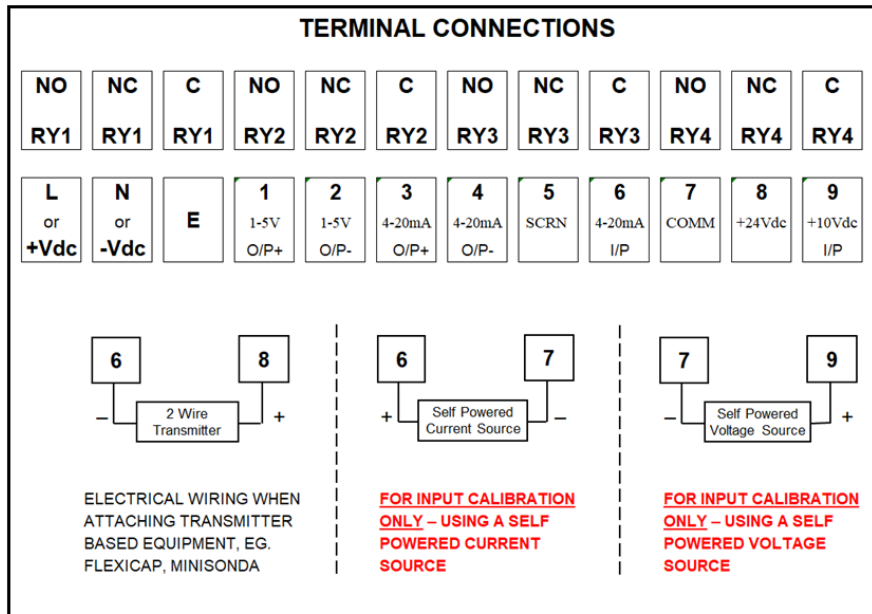 TERMINAL CONNECTIONS
NO NC C NO NC C NO NC C NO NC C
RY1 RY1 RY1 RY2 RY2 RY2 RY3 RY3 RY3 RY4 RY4 RY4
L N E 1 2 3 4 5 6 7 8 9
or or 1-5V 1-5V 4-20mA 4-20mA SCRN 4-20mA COMM +24Vdc +10Vdc
+Vdc -Vdc O/P+ O/P- O/P+ O/P- I/P I/P
6 8
– 2 Wire +
Transmitter
ELECTRICAL WIRING WHEN
ATTACHING TRANSMITTER
BASED EQUIPMENT, EG.
FLEXICAP, MINISONDA
6 7
+ Self Powered –
Current Source
FOR INPUT CALIBRATION
ONLY – USING A SELF
POWERED CURRENT
SOURCE
7 9
– Self Powered +
Voltage Source
FOR INPUT CALIBRATION
ONLY – USING A SELF
POWERED VOLTAGE
SOURCE